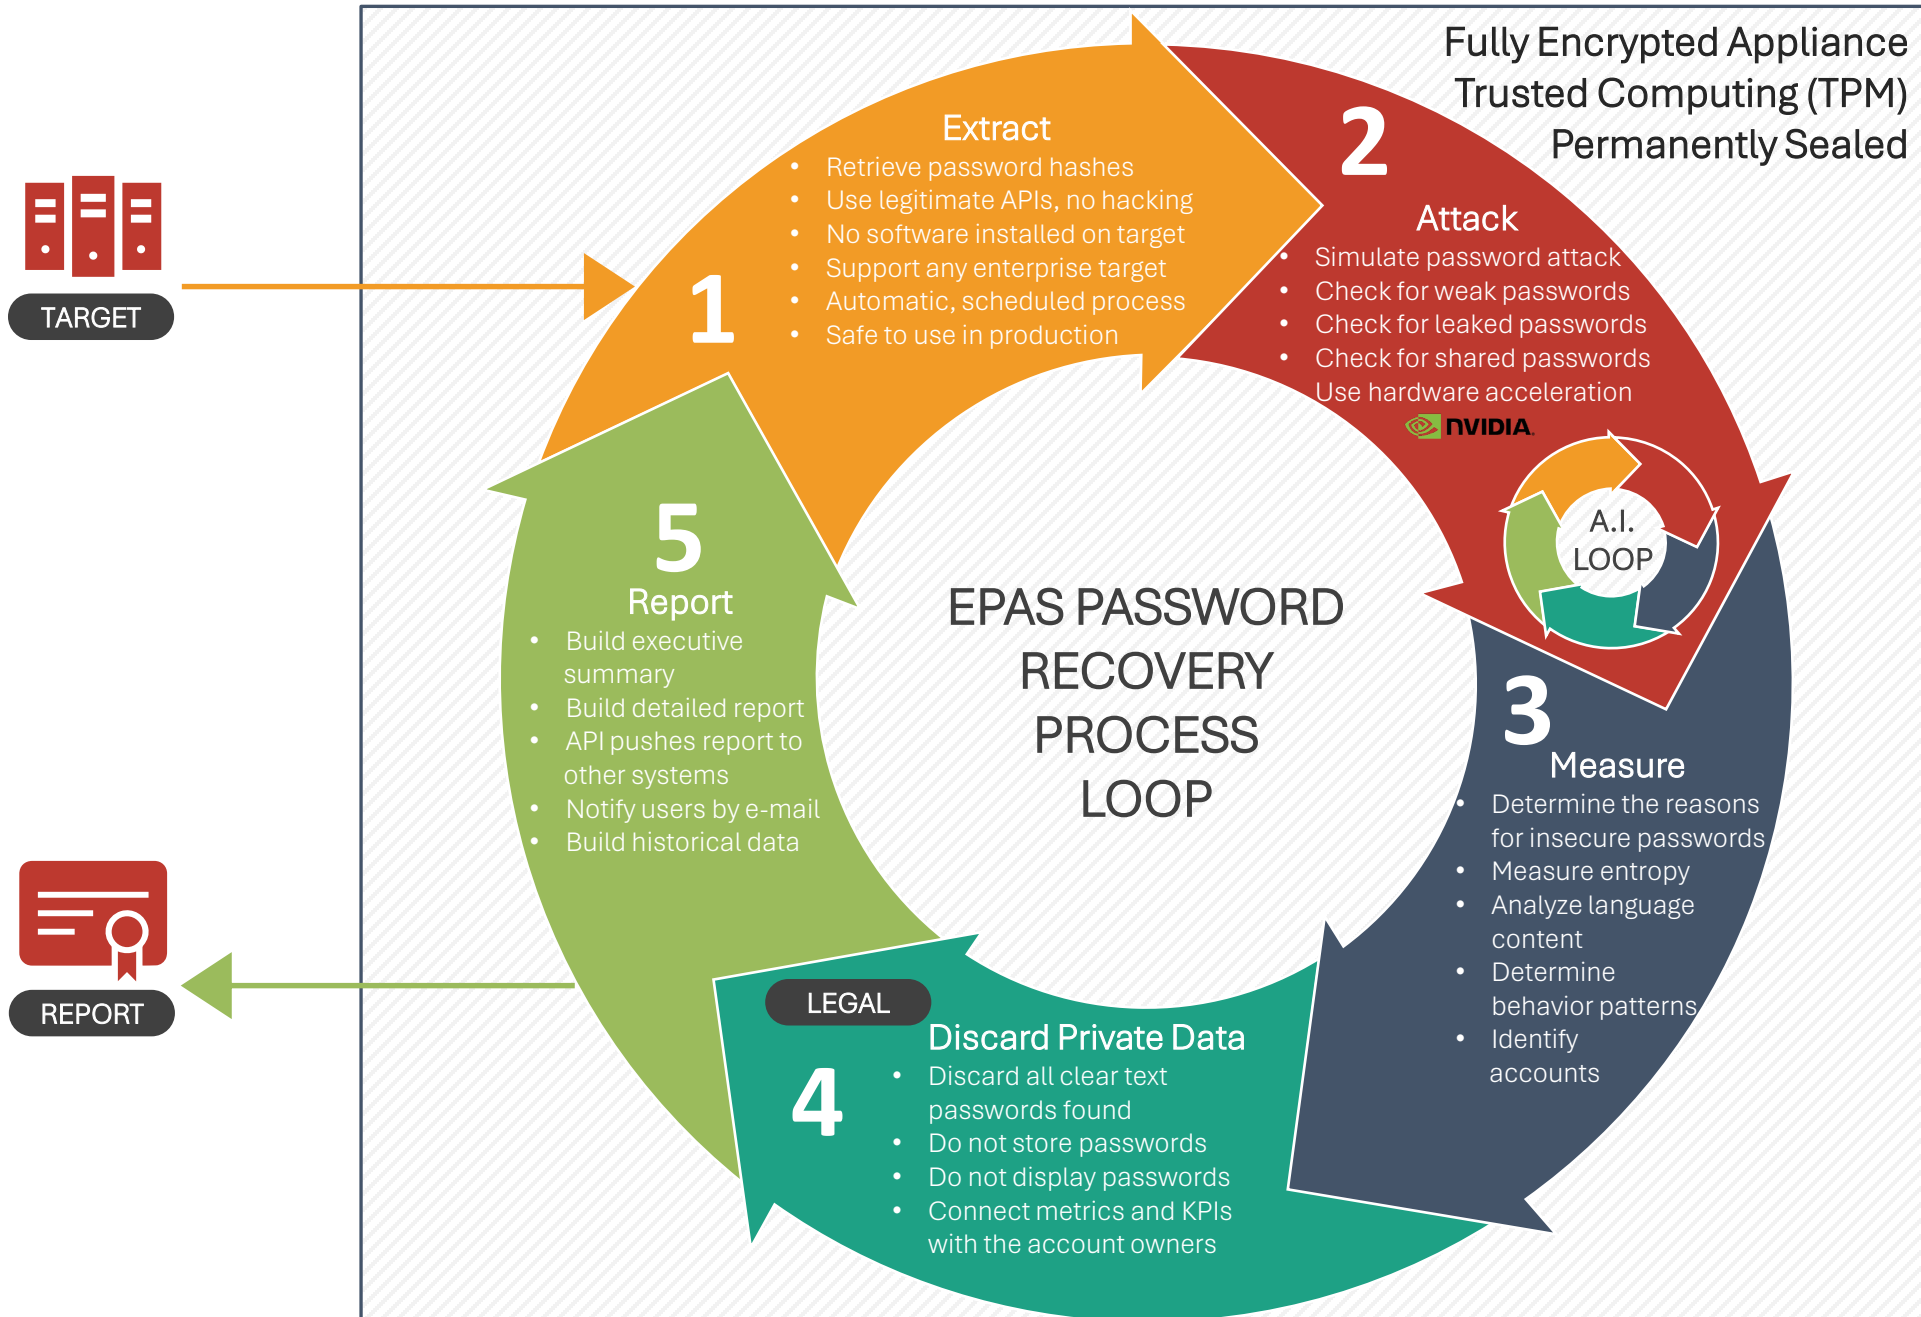 Fully Encrypted Appliance
Trusted Computing (TPM)
Permanently Sealed
TARGET
1
Extract
• Retrieve password hashes
• Use legitimate APIs, no hacking
• No software installed on target
• Support any enterprise target
• Automatic, scheduled process
• Safe to use in production
2
Attack
• Simulate password attack
• Check for weak passwords
• Check for leaked passwords
• Check for shared passwords
Use hardware acceleration
NVIDIA.
A.I.
LOOP
3
Measure
• Determine the reasons
for insecure passwords
• Measure entropy
• Analyze language
content
• Determine
behavior patterns
• Identify
accounts
LEGAL
4
Discard Private Data
• Discard all clear text
passwords found
• Do not store passwords
• Do not display passwords
• Connect metrics and KPIs
with the account owners
5
Report
• Build executive
summary
• Build detailed report
• API pushes report to
other systems
• Notify users by e-mail
• Build historical data
REPORT
EPAS PASSWORD
RECOVERY
PROCESS
LOOP